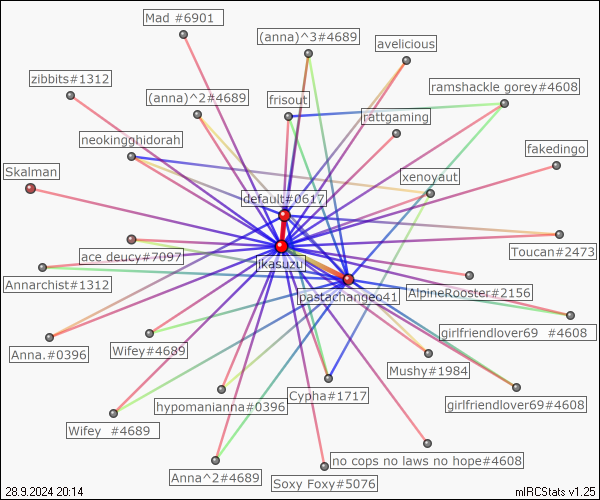 Mad #6901
(anna)^3#4689
avelicious
zibbits#1312
ramshackle gorey#4608
(anna)^2#4689
frisout
rattgaming
neokingghidorah
fakedingo
Skalman
xenoyaut
default#0617
Toucan#2473
ace deucy#7097
jkasuzu
Annarchist#1312
AlpineRooster#2156
pastachangeo41
girlfriendlover69 #4608
Anna.#0396
Wifey#4689
Mushy#1984
Cypha#1717
hypomanianna#0396
girlfriendlover69#4608
Wifey #4689
no cops no laws no hope#4608
Anna^2#4689
Soxy Foxy#5076
28.9.2024 20:14
mIRCStats v1.25